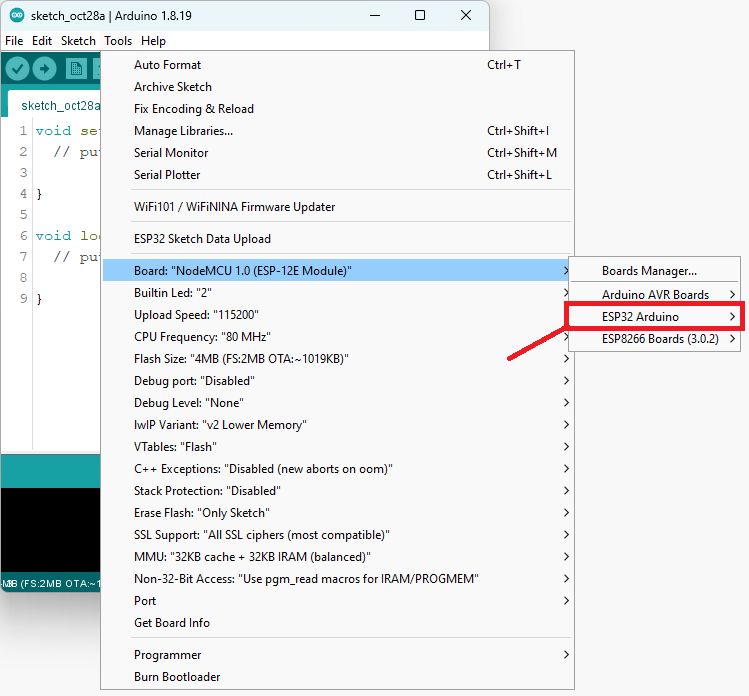 sketch_oct28a | Arduino 1.8.19
File Edit Sketch Tools Help
sketch_oct28a
1 void se
2 // pu
3
4 }
5
6 void loo
7 // pu
8
9 }
MB (FS:2MB OTA:~1
Auto Format Ctrl+T
Archive Sketch
Fix Encoding & Reload
Manage Libraries... Ctrl+Shift+I
Serial Monitor Ctrl+Shift+M
Serial Plotter Ctrl+Shift+L
WiFi101 / WiFiNINA Firmware Updater
ESP32 Sketch Data Upload
Board: "NodeMCU 1.0 (ESP-12E Module)"
Builtin Led: "2"
Upload Speed: "115200"
CPU Frequency: "80 MHz"
Flash Size: "4MB (FS:2MB OTA:~1019KB)"
Debug port: "Disabled"
Debug Level: "None"
lwIP Variant: "v2 Lower Memory"
VTables: "Flash"
C++ Exceptions: "Disabled (new aborts on oom)"
Stack Protection: "Disabled"
Erase Flash: "Only Sketch"
SSL Support: "All SSL ciphers (most compatible)"
MMU: "32KB cache + 32KB IRAM (balanced)"
Non-32-Bit Access: "Use pgm_read macros for IRAM/PROGMEM"
Port
Get Board Info
Programmer
Burn Bootloader
Boards Manager...
Arduino AVR Boards
ESP32 Arduino
ESP8266 Boards (3.0.2)